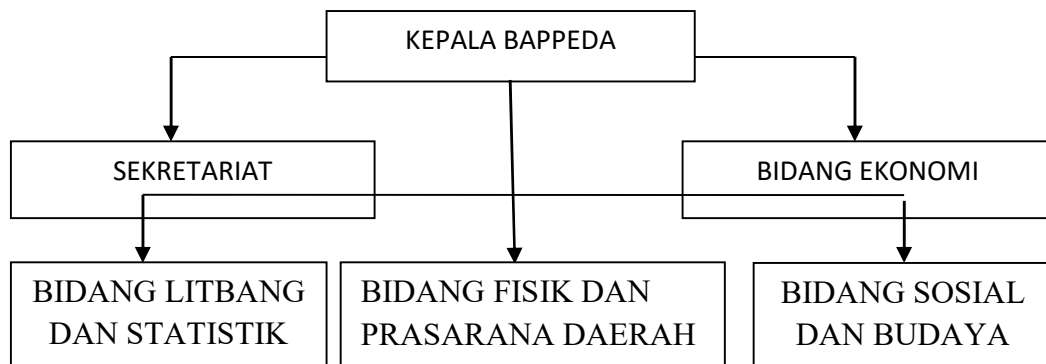 KEPALA BAPPEDA
SEKRETARIAT
BIDANG EKONOMI
BIDANG LITBANG
DAN STATISTIK
BIDANG FISIK DAN
PRASARANA DAERAH
BIDANG SOSIAL
DAN BUDAYA